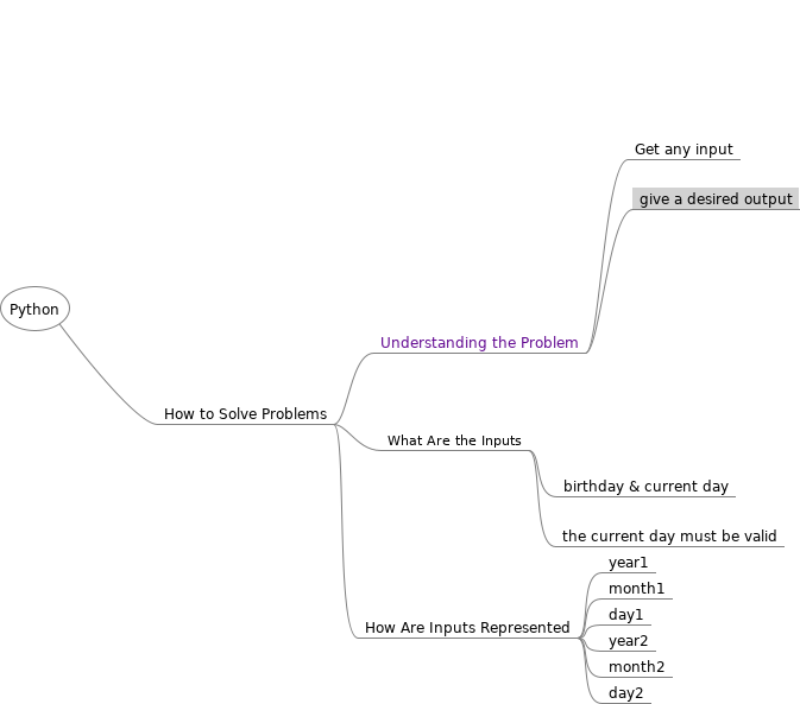 Python
How to Solve Problems
Understanding the Problem
Get any input
give a desired output
What Are the Inputs
birthday & current day
the current day must be valid
How Are Inputs Represented
year1
month1
day1
year2
month2
day2